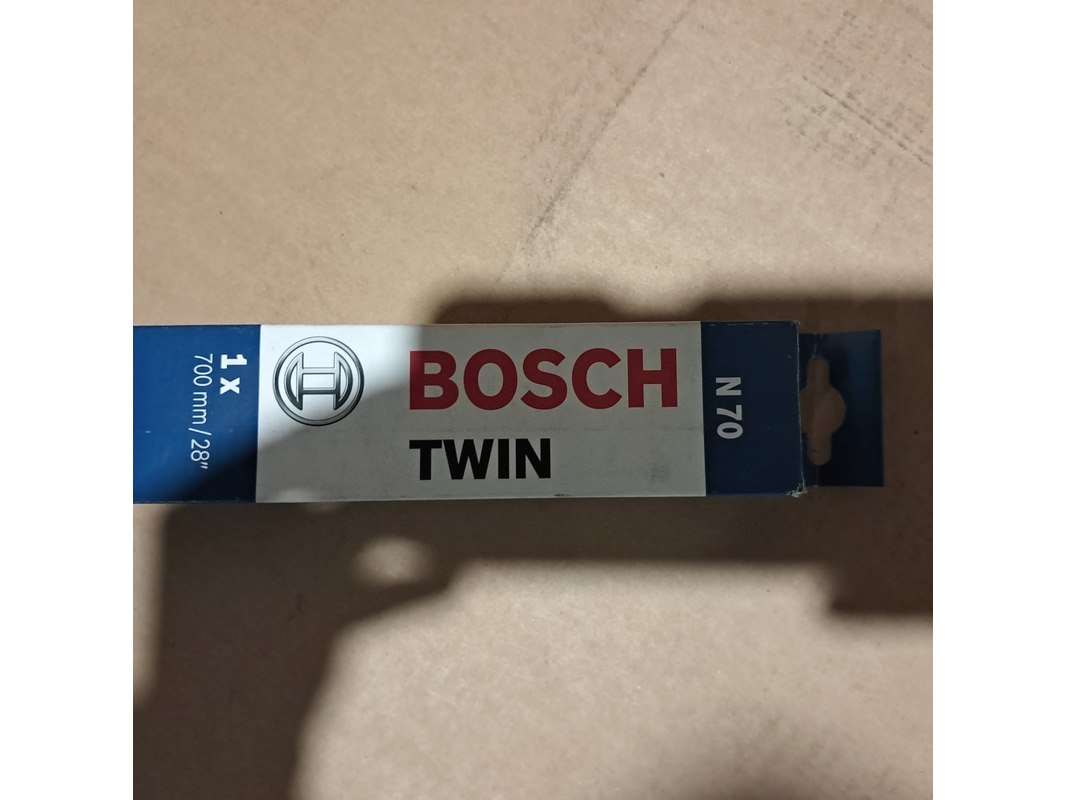 1 x
700 mm / 28"
BOSCH
TWIN
N 70